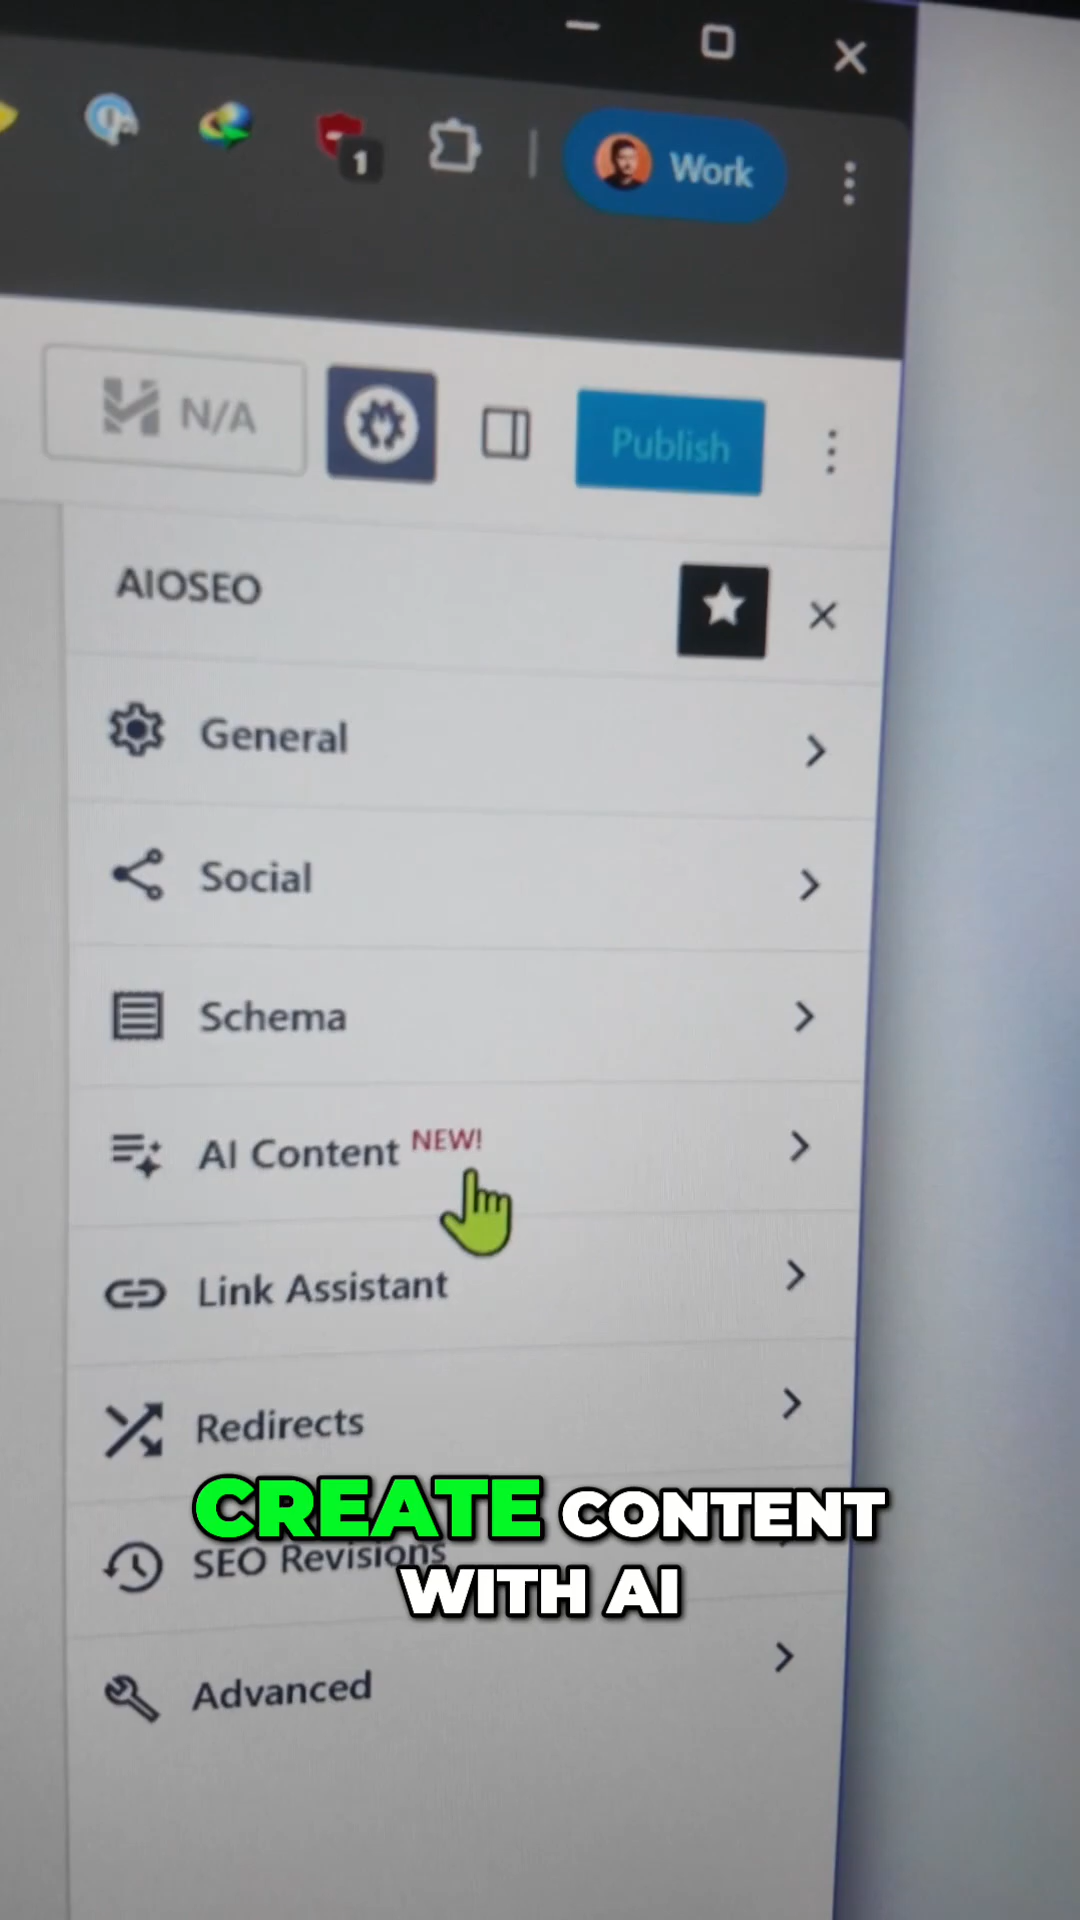 1
Work
N/A
Publish
AIOSEO
General
Social
Schema
AI Content NEW!
Link Assistant
Redirects
CREATE CONTENT
SEO Revisions
WITH AI
Advanced